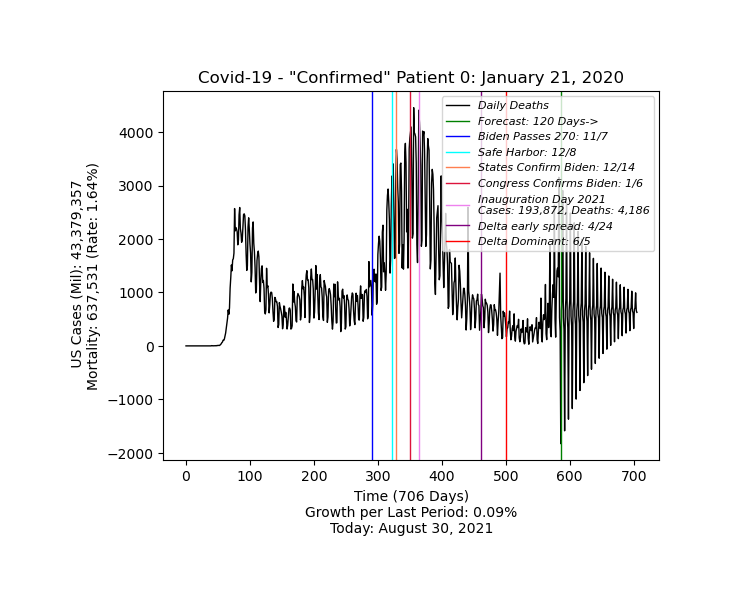 Covid-19 - "Confirmed" Patient 0: January 21, 2020
US Cases (Mil): 43,379,357
Mortality: 637,531 (Rate: 1.64%)
4000
3000
2000
1000
0
−1000
−2000
Daily Deaths
Forecast: 120 Days->
Biden Passes 270: 11/7
Safe Harbor: 12/8
States Confirm Biden: 12/14
Congress Confirms Biden: 1/6
Inauguration Day 2021
Cases: 193,872, Deaths: 4,186
Delta early spread: 4/24
Delta Dominant: 6/5
0 100 200 300 400 500 600 700
Time (706 Days)
Growth per Last Period: 0.09%
Today: August 30, 2021